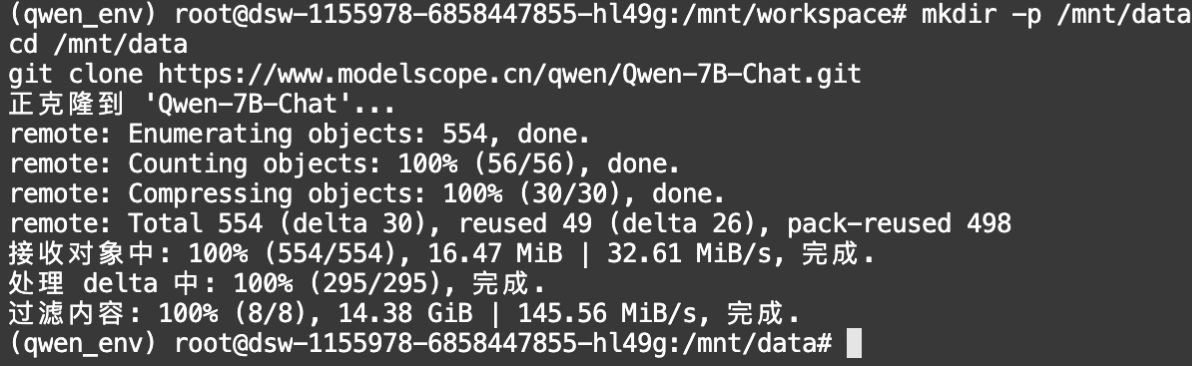 (qwen_env) root@dsw-1155978-6858447855-hl49g:/mnt/workspace# mkdir -p /mnt/data
cd /mnt/data
git clone https://www.modelscope.cn/qwen/Qwen-7B-Chat.git
正克隆到 'Qwen-7B-Chat'...
remote: Enumerating objects: 554, done.
remote: Counting objects: 100% (56/56), done.
remote: Compressing objects: 100% (30/30), done.
remote: Total 554 (delta 30), reused 49 (delta 26), pack-reused 498
接收对象中: 100% (554/554), 16.47 MiB | 32.61 MiB/s, 完成.
处理 delta 中: 100% (295/295), 完成.
过滤内容: 100% (8/8), 14.38 GiB | 145.56 MiB/s, 完成.
(qwen_env) root@dsw-1155978-6858447855-hl49g:/mnt/data#